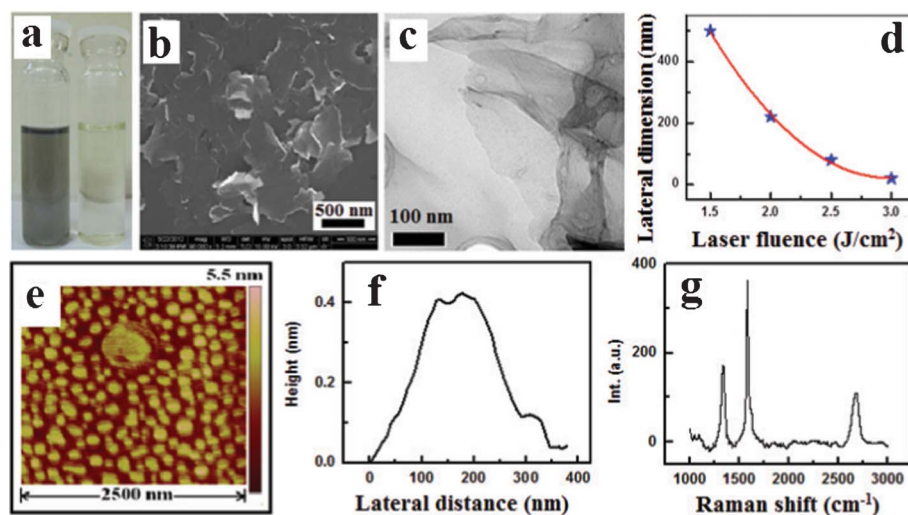 a
b
500 nm
c
100 nm
d
Lateral dimension (nm)
400
200
0
1.5 2.0 2.5 3.0
Laser fluence (J/cm²)
e
5.5 nm
2500 nm
f
Height (nm)
0.4
0.2
0.0
0 100 200 300 400
Lateral distance (nm)
g
Int. (a.u.)
400
200
0
1000 1500 2000 2500 3000
Raman shift (cm⁻¹)